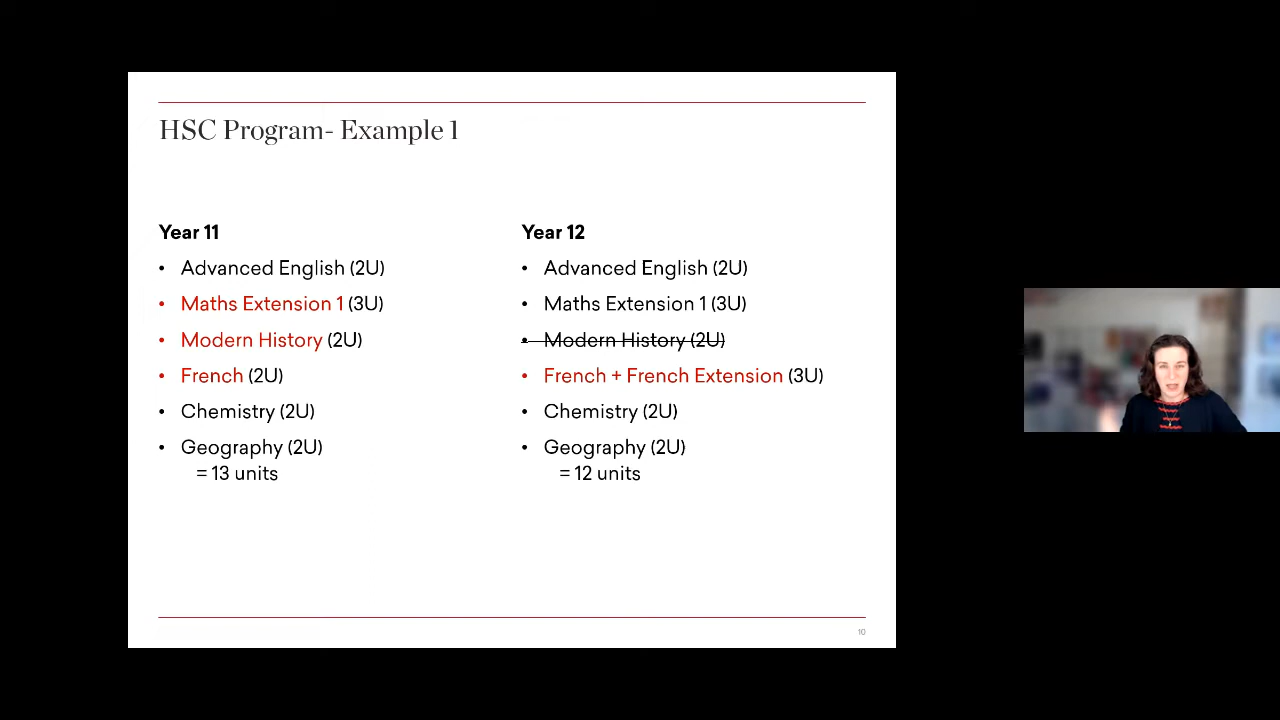 HSC Program- Example 1
Year 11
• Advanced English (2U)
• Maths Extension 1 (3U)
• Modern History (2U)
• French (2U)
• Chemistry (2U)
• Geography (2U)
= 13 units
Year 12
• Advanced English (2U)
• Maths Extension 1 (3U)
• Modern History (2U)
• French + French Extension (3U)
• Chemistry (2U)
• Geography (2U)
= 12 units
10